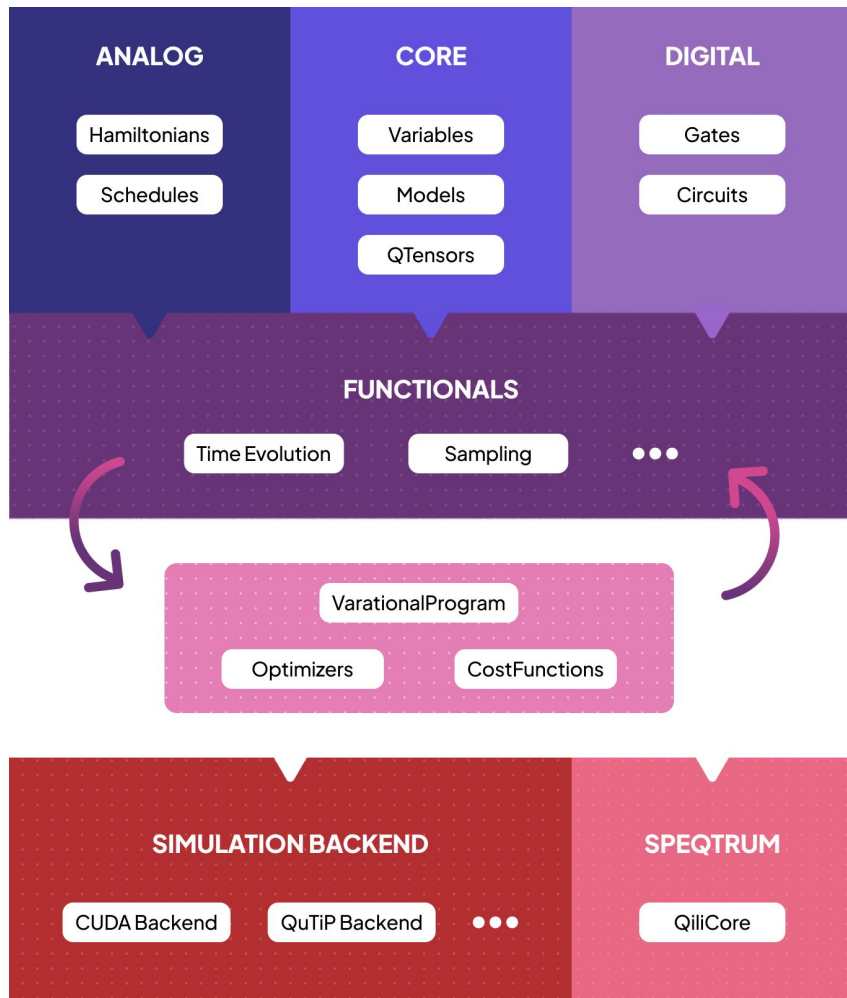 ANALOG
CORE
DIGITAL
Hamiltonians
Variables
Gates
Schedules
Models
Circuits
QTensors
FUNCTIONALS
Time Evolution
Sampling
VarationalProgram
Optimizers
CostFunctions
SIMULATION BACKEND
SPEQTRUM
CUDA Backend
QuTiP Backend
QiliCore